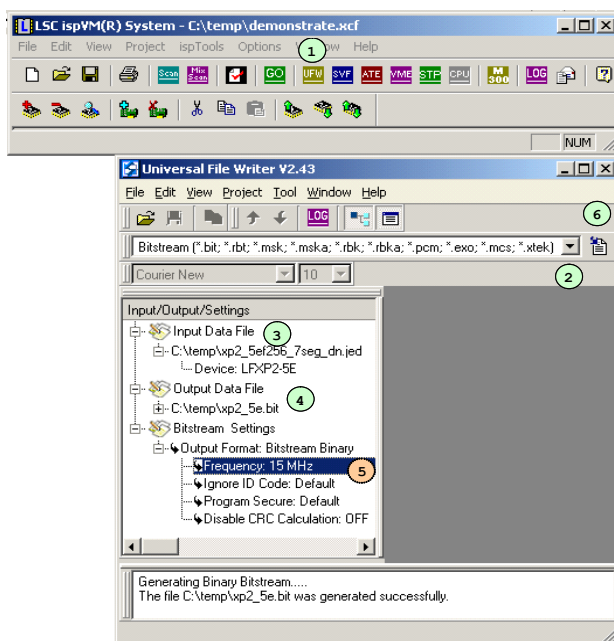 LSC ispVM(R) System - C:\temp\demonstrate.xcf
File Edit View Project ispTools Options Help
1
Scan Mix Scan GO UFW SVF ATE VME STP CPU M 300 LOG
NUM
Universal File Writer V2.43
File Edit View Project Tool Window Help
LOG
6
Bitstream (*.bit; *.rbt; *.msk; *.mska; *.rbk; *.rbka; *.pcm; *.exo; *.mcs; *.xtek)
Courier New 10
2
Input/Output/Settings
Input Data File
3
C:\temp\xp2_5ef256_7seg_dn.jed
Device: LFXP2-5E
Output Data File
4
C:\temp\xp2_5e.bit
Bitstream Settings
Output Format: Bitstream Binary
Frequency: 15 MHz
5
Ignore ID Code: Default
Program Secure: Default
Disable CRC Calculation: OFF
Generating Binary Bitstream.....
The file C:\temp\xp2_5e.bit was generated successfully.